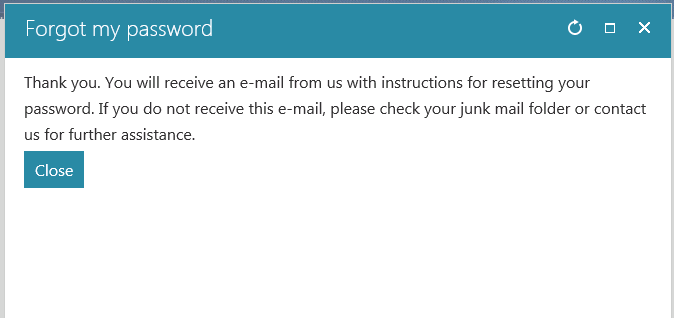 Forgot my password
Thank you. You will receive an e-mail from us with instructions for resetting your
password. If you do not receive this e-mail, please check your junk mail folder or contact
us for further assistance.
Close